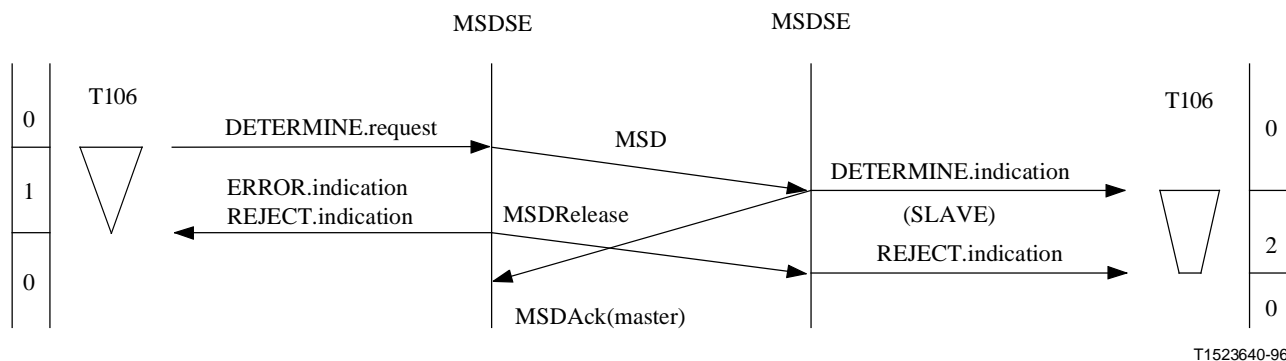 MSDSE
MSDSE
T106
T106
0
DETERMINE.request
MSD
0
DETERMINE.indication
1
ERROR.indication
REJECT.indication
MSDRelease
(SLAVE)
REJECT.indication
2
0
MSDAck(master)
0
T1523640-96